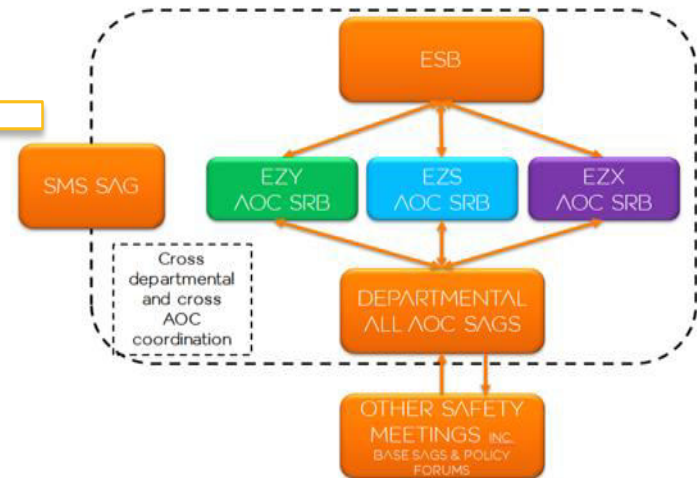 ESB
SMS SAG
EZY
AOC SRB
EZS
AOC SRB
EZX
AOC SRB
Cross
departmental
and cross
AOC
coordination
DEPARTMENTAL
ALL AOC SAGS
OTHER SAFETY
MEETINGS INC.
BASE SAGS & POLICY
FORUMS